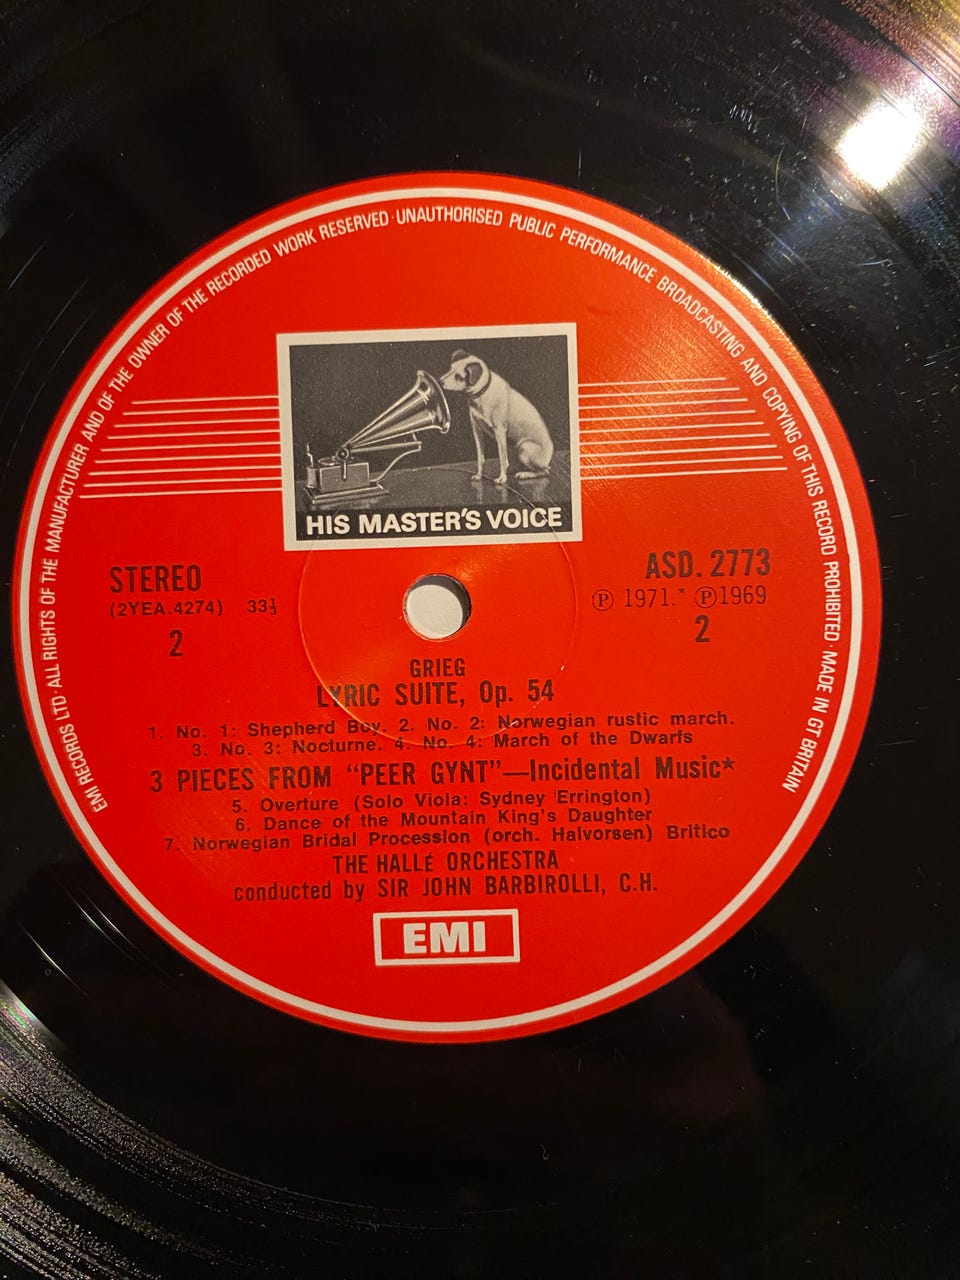 EMI RECORDS LTD · ALL RIGHTS OF THE MANUFACTURER AND OF THE OWNER OF THE RECORDED WORK RESERVED · UNAUTHORISED PUBLIC PERFORMANCE BROADCASTING AND COPYING OF THIS RECORD PROHIBITED · MADE IN GT BRITAIN
HIS MASTER'S VOICE
STEREO
(2YEA.4274) 33⅓
2
ASD. 2773
Ⓟ 1971.* Ⓟ1969
2
GRIEG
LYRIC SUITE, Op. 54
1. No. 1: Shepherd Boy. 2. No. 2: Norwegian rustic march.
3. No. 3: Nocturne. 4. No. 4: March of the Dwarfs
3 PIECES FROM “PEER GYNT”—Incidental Music★
5. Overture (Solo Viola: Sydney Errington)
6. Dance of the Mountain King's Daughter
7. Norwegian Bridal Procession (orch. Halvorsen) Britico
THE HALLÉ ORCHESTRA
conducted by SIR JOHN BARBIROLLI, C.H.
EMI